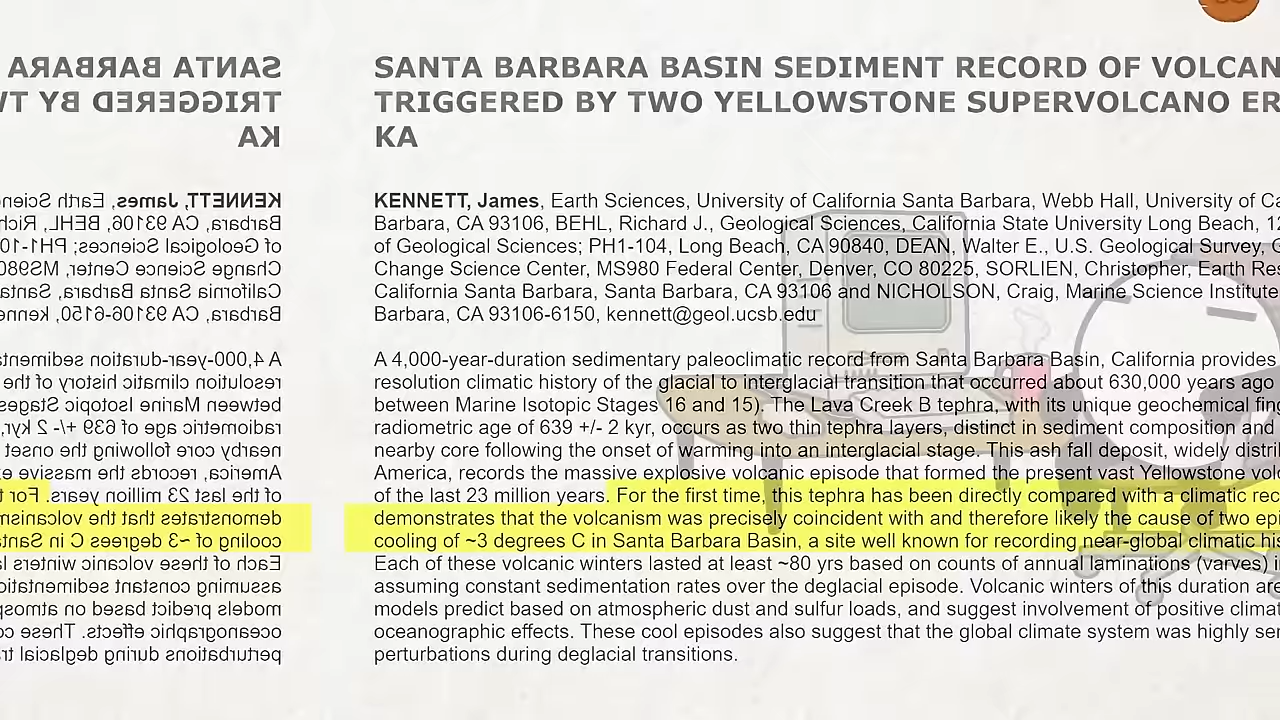 SANTA BARBARA BASIN SEDIMENT RECORD OF VOLCAN
TRIGGERED BY TWO YELLOWSTONE SUPERVOLCANO ER
KA
KENNETT, James, Earth Sciences, University of California Santa Barbara, Webb Hall, University of Ca
Barbara, CA 93106, BEHL, Richard J., Geological Sciences, California State University Long Beach, 12
of Geological Sciences; PH1-104, Long Beach, CA 90840, DEAN, Walter E., U.S. Geological Survey, G
Change Science Center, MS980 Federal Center, Denver, CO 80225, SORLIEN, Christopher, Earth Res
California Santa Barbara, Santa Barbara, CA 93106 and NICHOLSON, Craig, Marine Science Institute
Barbara, CA 93106-6150, kennett@geol.ucsb.edu
A 4,000-year-duration sedimentary paleoclimatic record from Santa Barbara Basin, California provides
resolution climatic history of the glacial to interglacial transition that occurred about 630,000 years ago
between Marine Isotopic Stages 16 and 15). The Lava Creek B tephra, with its unique geochemical fing
radiometric age of 639 +/- 2 kyr, occurs as two thin tephra layers, distinct in sediment composition and
nearby core following the onset of warming into an interglacial stage. This ash fall deposit, widely distri
America, records the massive explosive volcanic episode that formed the present vast Yellowstone volc
of the last 23 million years. For the first time, this tephra has been directly compared with a climatic rec
demonstrates that the volcanism was precisely coincident with and therefore likely the cause of two epi
cooling of ~3 degrees C in Santa Barbara Basin, a site well known for recording near-global climatic his
Each of these volcanic winters lasted at least ~80 yrs based on counts of annual laminations (varves) i
assuming constant sedimentation rates over the deglacial episode. Volcanic winters of this duration a
models predict based on atmospheric dust and sulfur loads, and suggest involvement of positive clima
oceanographic effects. These cool episodes also suggest that the global climate system was highly se
perturbations during deglacial transitions.